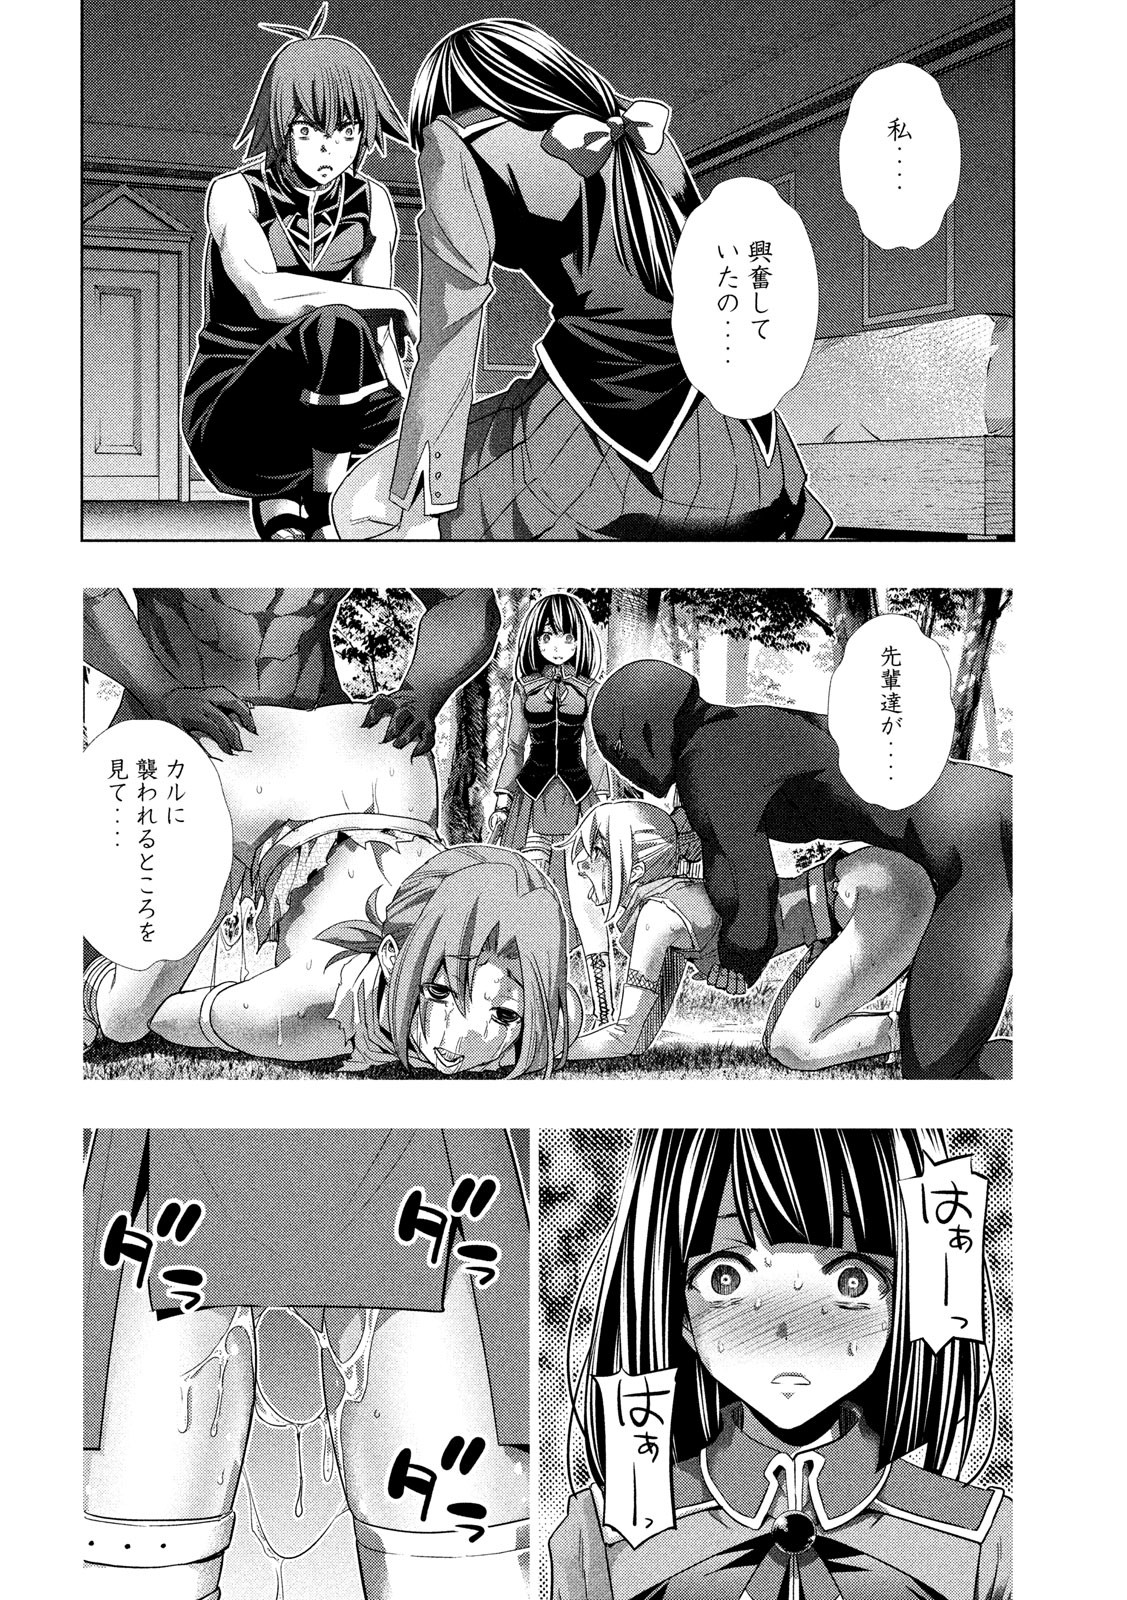 私‥‥
興奮して
いたの‥‥
先輩達が‥‥
カルに
襲われるところを
見て‥‥
はぁーっ
はぁーっ
ダラ
ダラ
ダラ